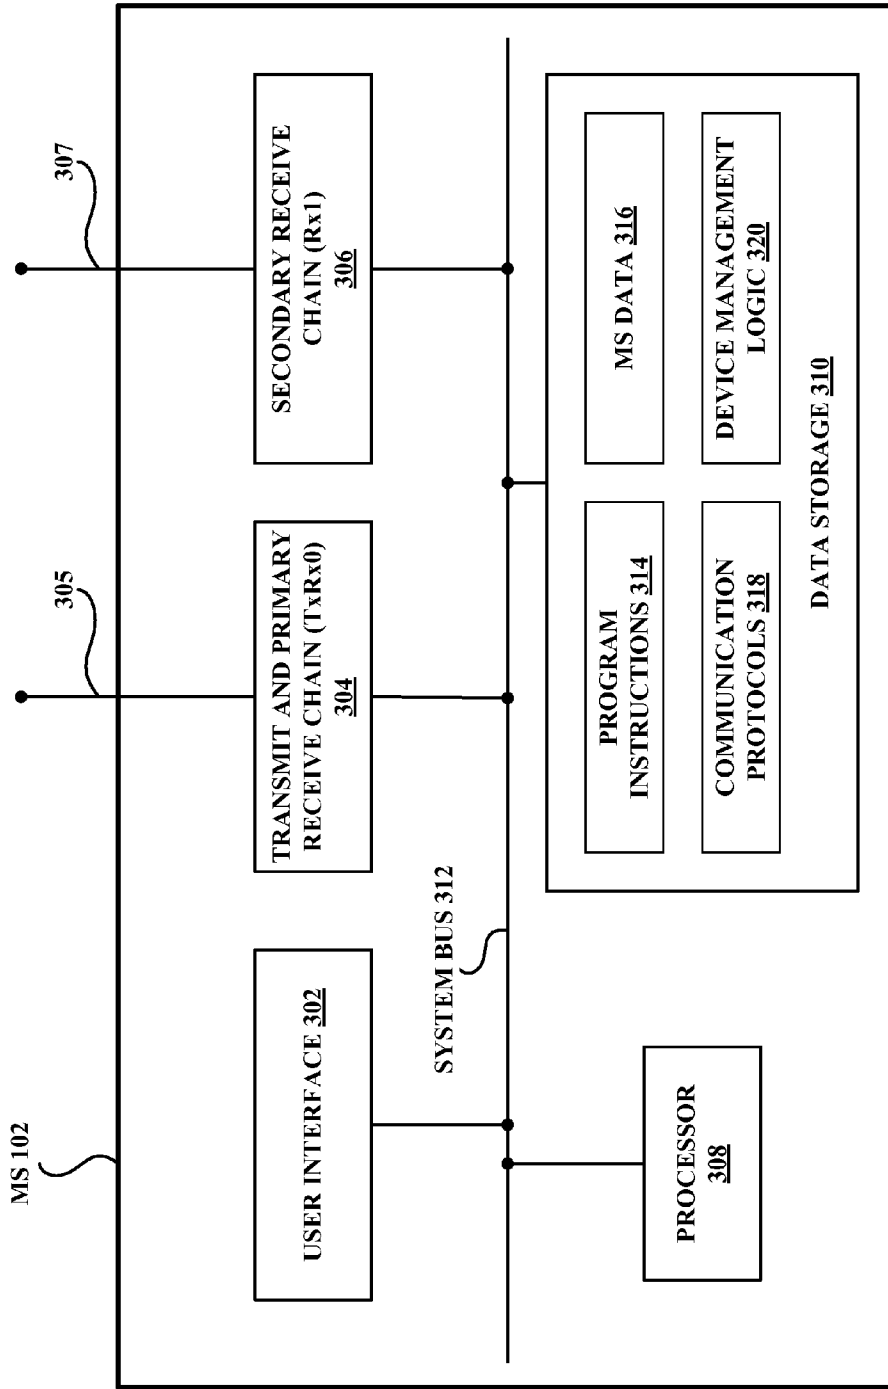 MS 102
305
307
USER INTERFACE 302
TRANSMIT AND PRIMARY
RECEIVE CHAIN (TxRx0)
304
SECONDARY RECEIVE
CHAIN (Rx1)
306
SYSTEM BUS 312
PROCESSOR
308
PROGRAM
INSTRUCTIONS 314
MS DATA 316
COMMUNICATION
PROTOCOLS 318
DEVICE MANAGEMENT
LOGIC 320
DATA STORAGE 310